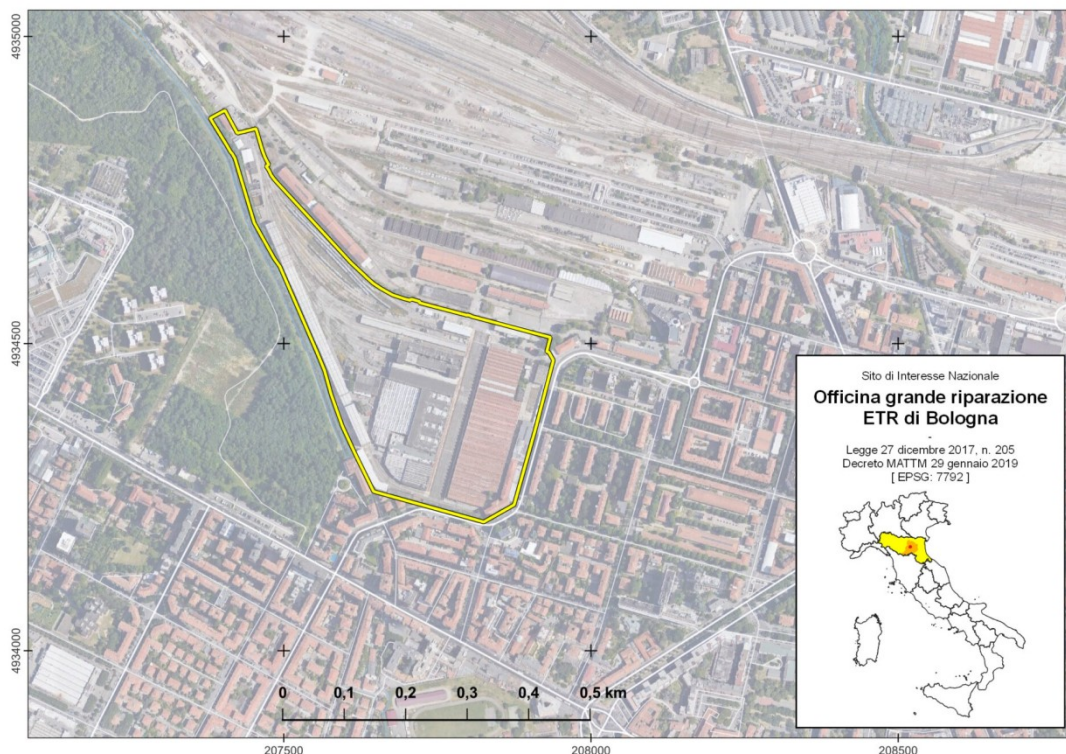 4935000
4934500
4934000
Sito di Interesse Nazionale
Officina grande riparazione
ETR di Bologna
-
Legge 27 dicembre 2017, n. 205
Decreto MATTM 29 gennaio 2019
[ EPSG: 7792 ]
0 0,1 0,2 0,3 0,4 0,5 km
207500 208000 208500